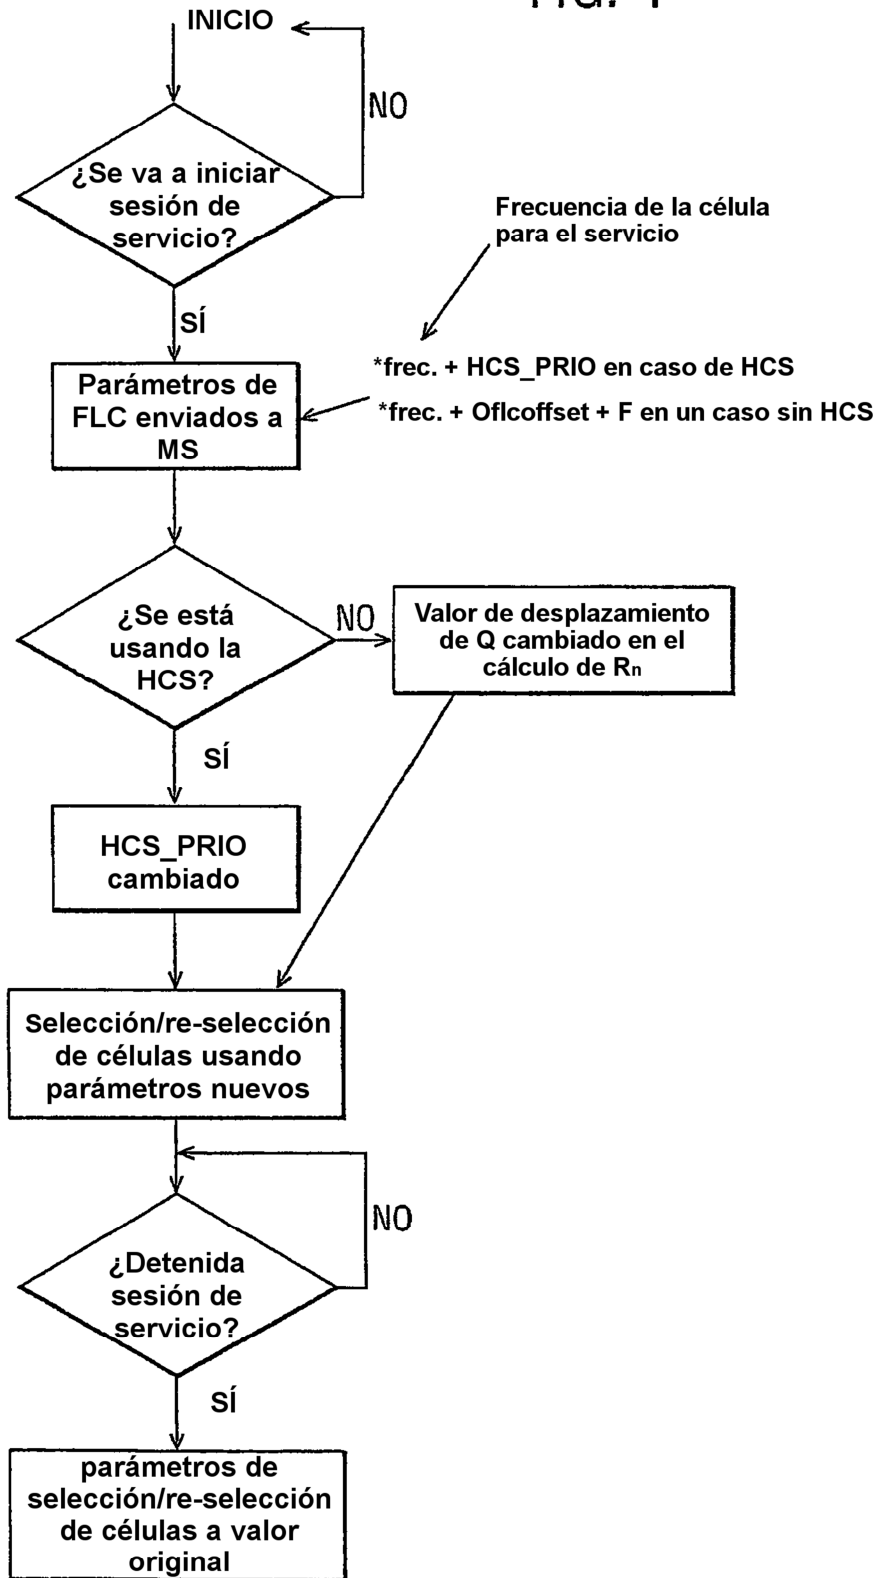 INICIO
NO
¿Se va a iniciar
sesión de
servicio?
Frecuencia de la célula
para el servicio
SÍ
*frec. + HCS_PRIO en caso de HCS
*frec. + Oflcoffset + F en un caso sin HCS
Parámetros de
FLC enviados a
MS
¿Se está
usando la
HCS?
NO
Valor de desplazamiento
de Q cambiado en el
cálculo de Rn
SÍ
HCS_PRIO
cambiado
Selección/re-selección
de células usando
parámetros nuevos
NO
¿Detenida
sesión de
servicio?
SÍ
parámetros de
selección/re-selección
de células a valor
original